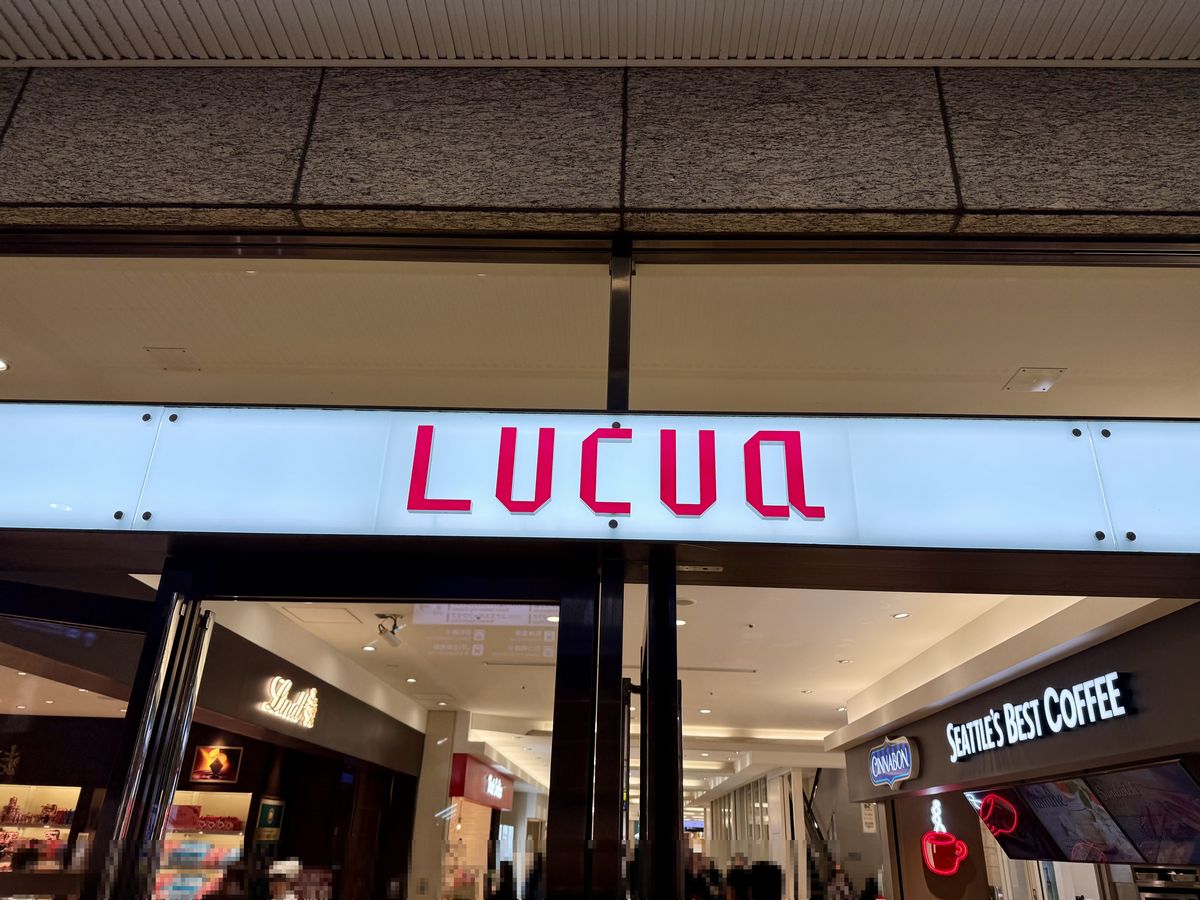 LUCUA
Lindt
SEATTLE'S BEST COFFEE
CINNABON